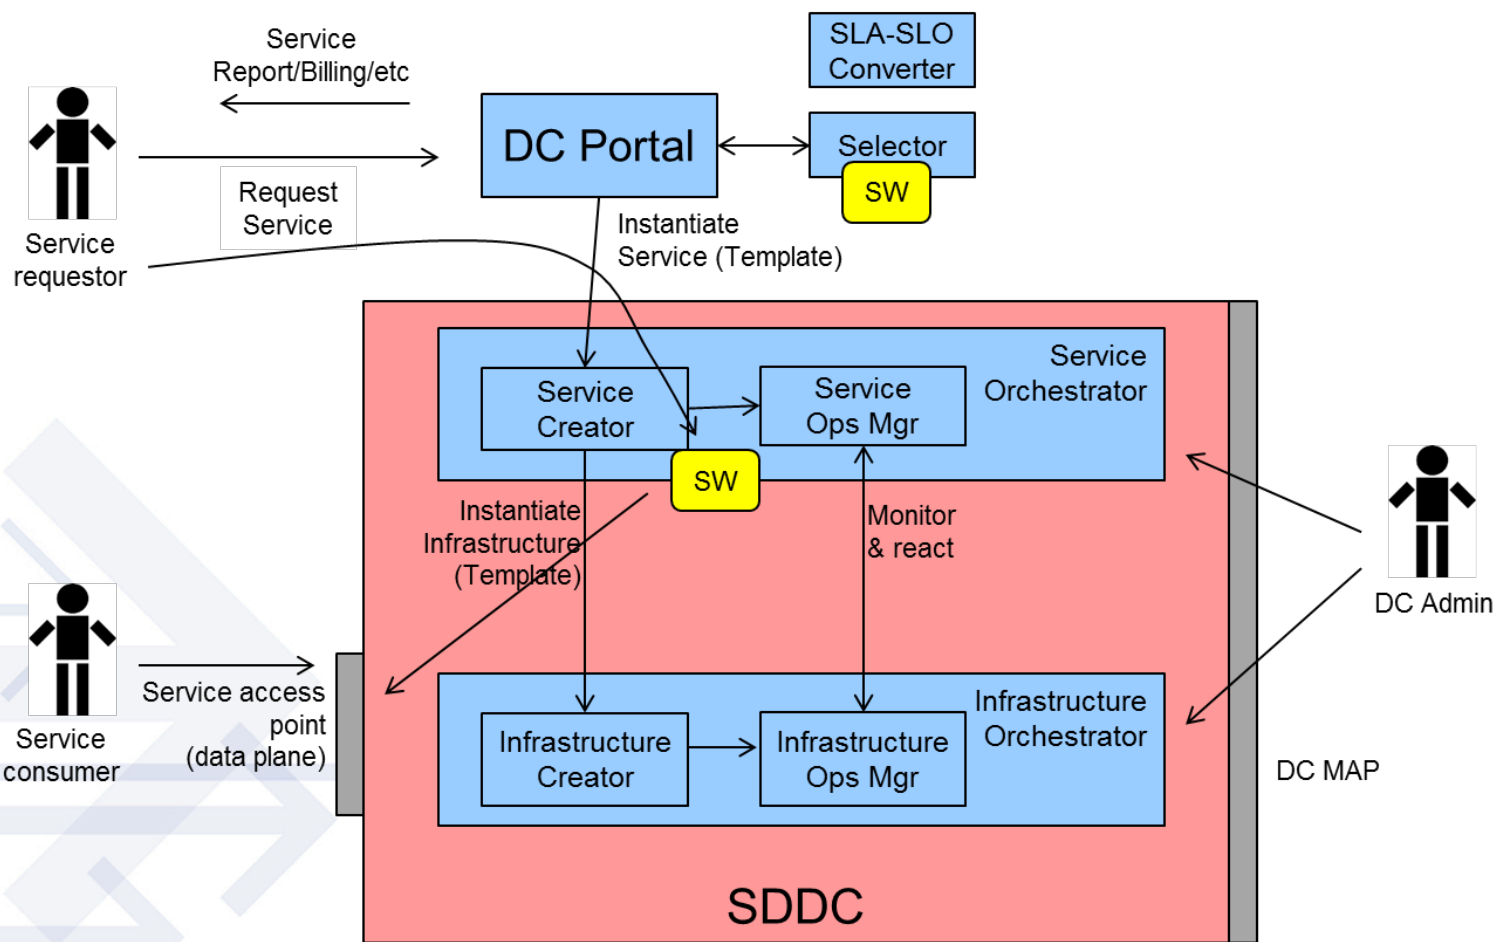 Service
Report/Billing/etc
SLA-SLO
Converter
DC Portal
Selector
SW
Request
Service
Service
requestor
Instantiate
Service (Template)
Service
Orchestrator
Service
Creator
Service
Ops Mgr
SW
Instantiate
Infrastructure
(Template)
Monitor
& react
DC Admin
Service
consumer
Service access
point
(data plane)
Infrastructure
Orchestrator
Infrastructure
Creator
Infrastructure
Ops Mgr
DC MAP
SDDC